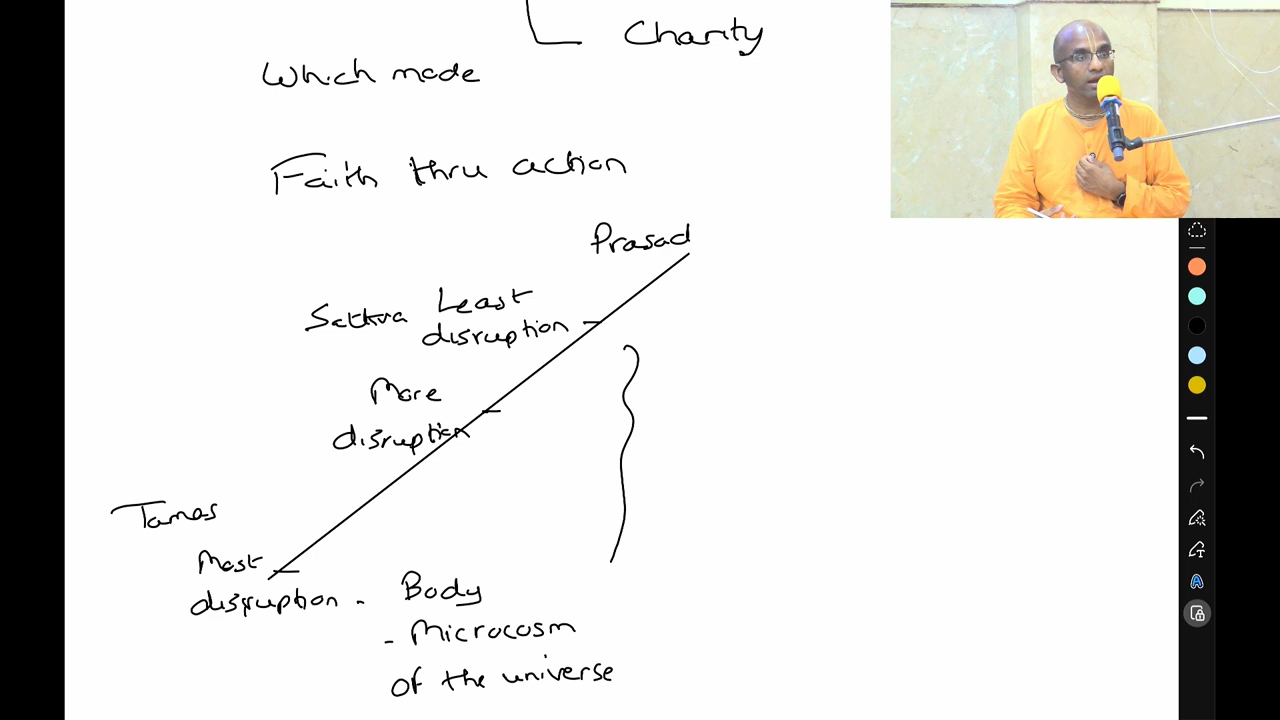 Charity
Which made
Faith thru action
Prasad
Sattva Least
disruption
More
disruption
Tamas
Most
disruption - Body
- Microcosm
of the universe